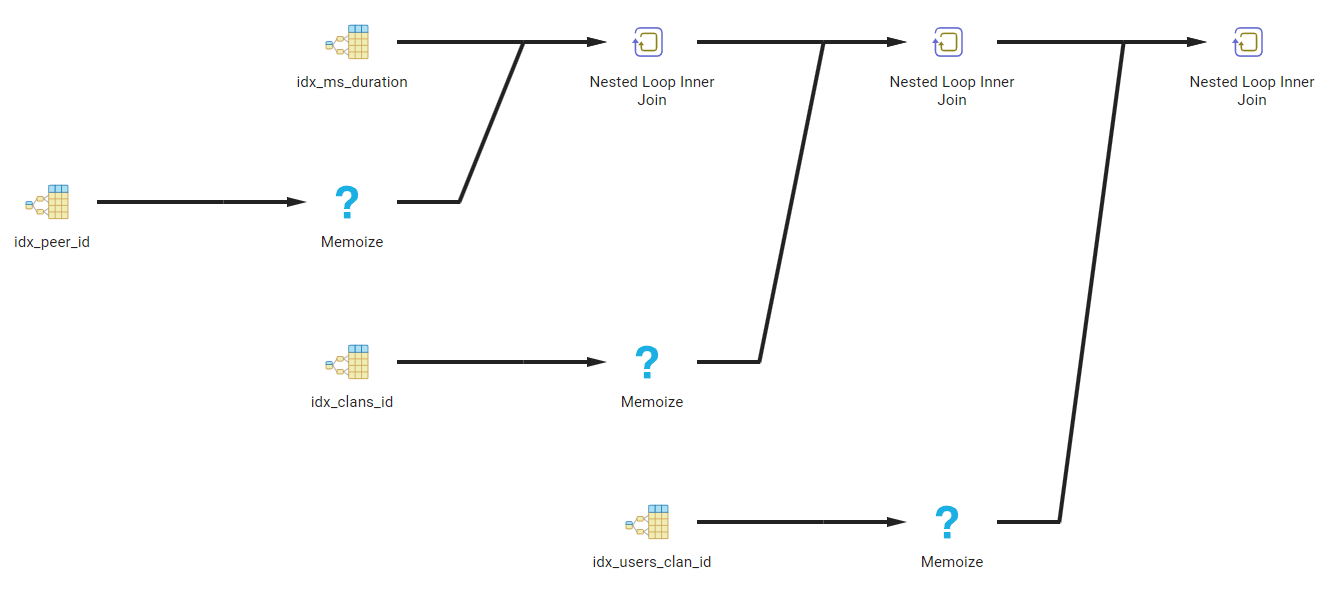 idx_ms_duration
Nested Loop Inner
Join
Nested Loop Inner
Join
Nested Loop Inner
Join
?
idx_peer_id
Memoize
?
idx_clans_id
Memoize
?
idx_users_clan_id
Memoize